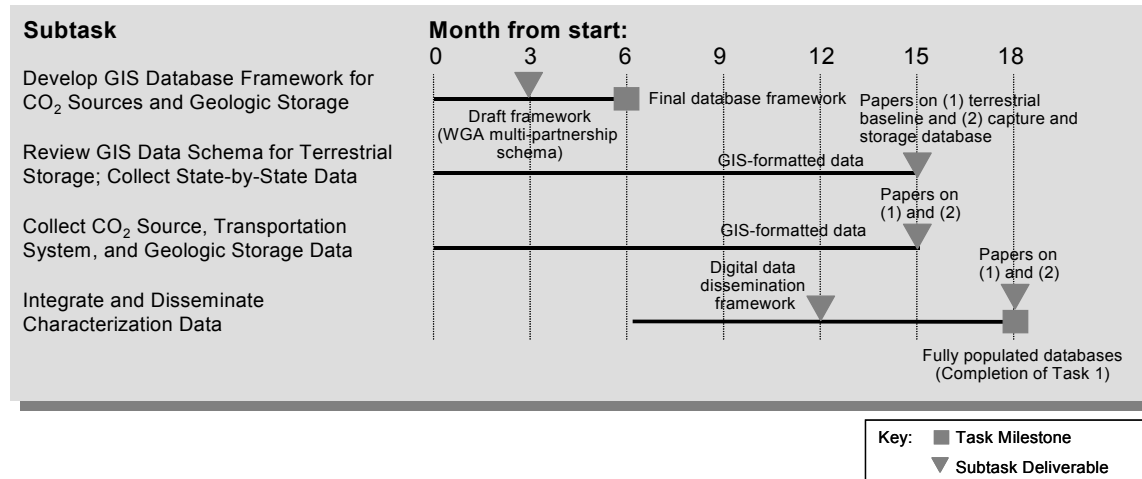 Subtask
Month from start:
0 3 6 9 12 15 18
Develop GIS Database Framework for
CO₂ Sources and Geologic Storage
Final database framework
Draft framework
(WGA multi-partnership
schema)
Papers on (1) terrestrial
baseline and (2) capture and
storage database
Review GIS Data Schema for Terrestrial
Storage; Collect State-by-State Data
GIS-formatted data
Papers on
(1) and (2)
Collect CO₂ Source, Transportation
System, and Geologic Storage Data
GIS-formatted data
Digital data
dissemination
framework
Papers on
(1) and (2)
Integrate and Disseminate
Characterization Data
Fully populated databases
(Completion of Task 1)
Key:
Task Milestone
Subtask Deliverable